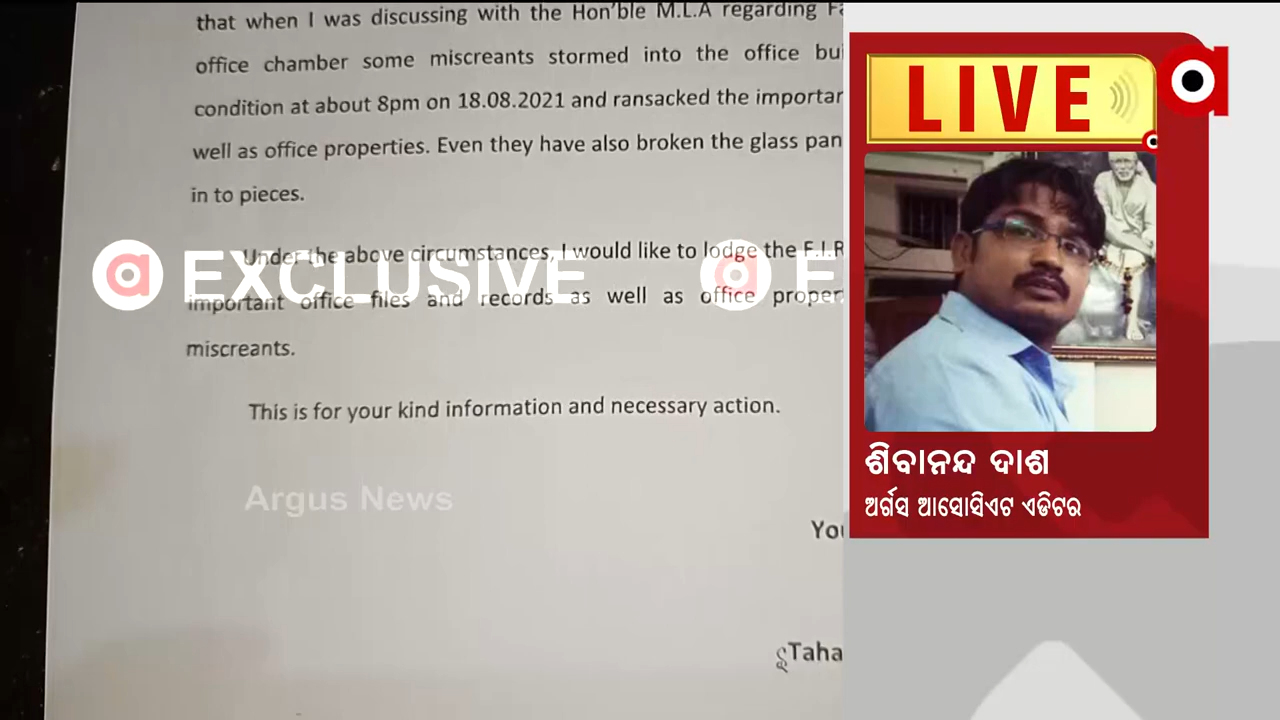 that when I was discussing with the Hon'ble M.L.A regarding
office chamber some miscreants stormed into the office
condition at about 8pm on 18.08.2021 and ransacked the
well as office properties. Even they have also broken the glass
in to pieces.
Under the above circumstances, I would like to lodge the F.I.R
important office files and records as well as office
miscreants.
This is for your kind information and necessary action.
EXCLUSIVE
Argus News
LIVE
ଶିବାନନ୍ଦ ଦାଶ
ଅର୍ଗସ ଆସୋସିଏଟ ଏଡିଟର